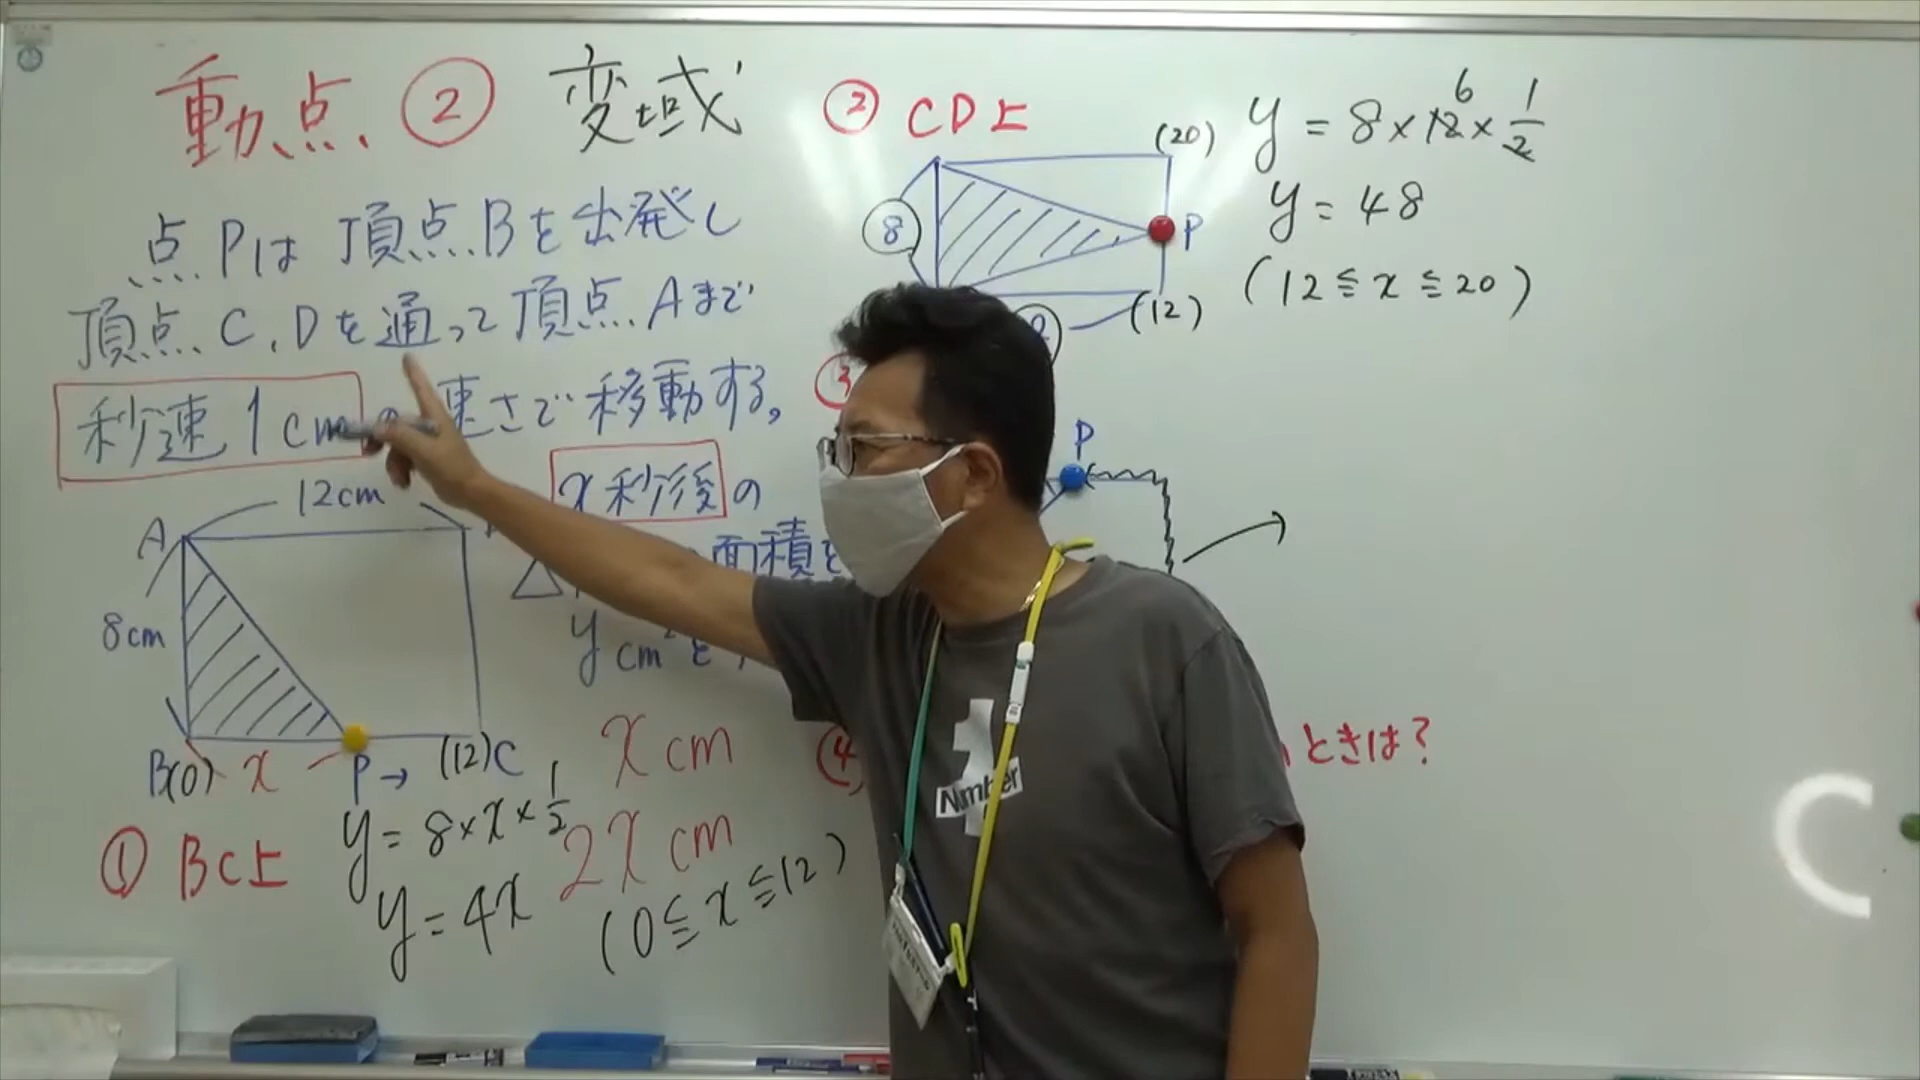 動点 ② 変域
点Pは 頂点Bを出発し
頂点C,Dを通って頂点Aまで
秒速1cm 速さで移動する。
x秒後の
△ 面積を
y cm² と
12cm
A
8cm
B(0) x P→ (12)C
x cm
2x cm
① BC上
y=8×x×1/2
y=4x
(0≦x≦12)
② CD上
(20)
8
P
(12)
y=8×12×1/2
6
y=48
(12≦x≦20)
③
P
④
ときは?
Number
C